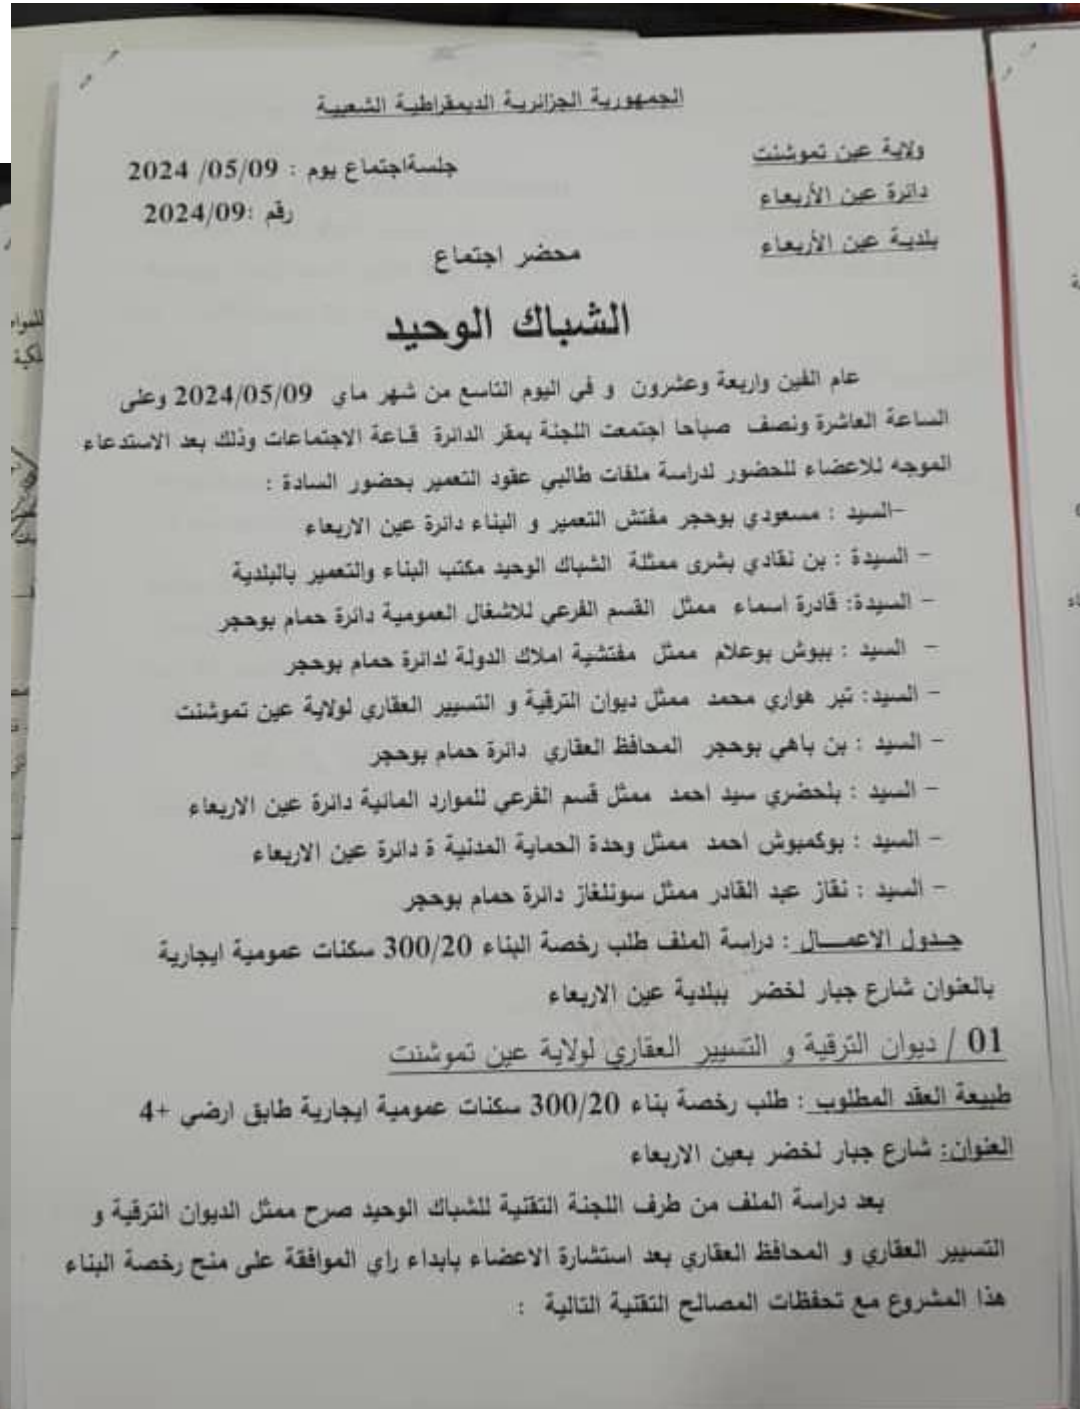 الجمهورية الجزائرية الديمقراطية الشعبية
ولاية عين تموشنت
جلسةاجتماع يوم : 2024 /05/09
دائرة عين الأربعاء
رقم :2024/09
بلدية عين الأربعاء
محضر اجتماع
الشباك الوحيد
عام الفين واربعة وعشرون و في اليوم التاسع من شهر ماي 2024/05/09 وعلى
الساعة العاشرة ونصف صباحا اجتمعت اللجنة بمقر الدائرة قاعة الاجتماعات وذلك بعد الاستدعاء
الموجه للاعضاء للحضور لدراسة ملفات طالبي عقود التعمير بحضور السادة :
–السيد : مسعودي بوحجر مفتش التعمير و البناء دائرة عين الاربعاء
– السيدة : بن نقادي بشرى ممثلة الشباك الوحيد مكتب البناء والتعمير بالبلدية
– السيدة: قادرة اسماء ممثل القسم الفرعي للاشغال العمومية دائرة حمام بوحجر
– السيد : بيوش بوعلام ممثل مفتشية املاك الدولة لدائرة حمام بوحجر
– السيد: تير هواري محمد ممثل ديوان الترقية و التسيير العقاري لولاية عين تموشنت
– السيد : بن باهي بوحجر المحافظ العقاري دائرة حمام بوحجر
– السيد : بلحضري سيد احمد ممثل قسم الفرعي للموارد المائية دائرة عين الاربعاء
– السيد : بوكمبوش احمد ممثل وحدة الحماية المدنية ة دائرة عين الاربعاء
– السيد : نقاز عبد القادر ممثل سونلغاز دائرة حمام بوحجر
جـدول الاعمـــال : دراسة الملف طلب رخصة البناء 300/20 سكنات عمومية ايجارية
بالعنوان شارع جبار لخضر ببلدية عين الاربعاء
01 / ديوان الترقية و التسيير العقاري لولاية عين تموشنت
طبيعة العقد المطلوب : طلب رخصة بناء 300/20 سكنات عمومية ايجارية طابق ارضي +4
العنوان: شارع جبار لخضر بعين الاربعاء
بعد دراسة الملف من طرف اللجنة التقنية للشباك الوحيد صرح ممثل الديوان الترقية و
التسيير العقاري و المحافظ العقاري بعد استشارة الاعضاء بابداء راي الموافقة على منح رخصة البناء
هذا المشروع مع تحفظات المصالح التقنية التالية :